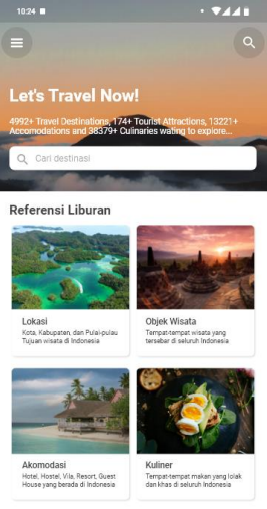 10:24
Let's Travel Now!
4992+ Travel Destinations, 174+ Tourist Attractions, 13221+
Accomodations and 38379+ Culinaries wating to explore...
Cari destinasi
Referensi Liburan
Lokasi
Kota, Kabupaten, dan Pulai-pulau
Tujuan wisata di Indonesia
Objek Wisata
Tempat-tempat wisata yang
tersebar di seluruh Indonesia
Akomodasi
Hotel, Hostel, Vila, Resort, Guest
House yang berada di Indonesia
Kuliner
Tempat-tempat makan yang lolak
dan khas di seluruh Indonesia